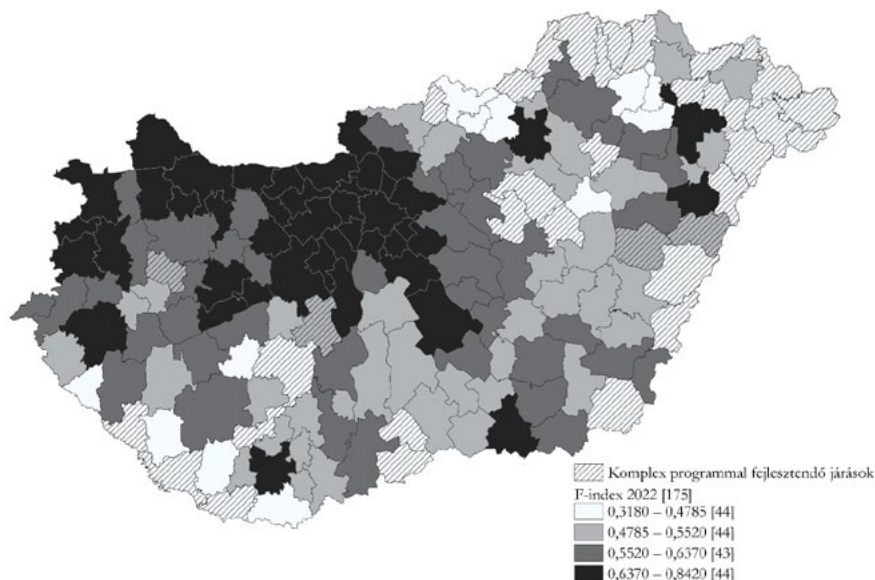 Komplex programmal fejlesztendő járások
F-index 2022 [175]
0,3180 – 0,4785 [44]
0,4785 – 0,5520 [44]
0,5520 – 0,6370 [43]
0,6370 – 0,8420 [44]